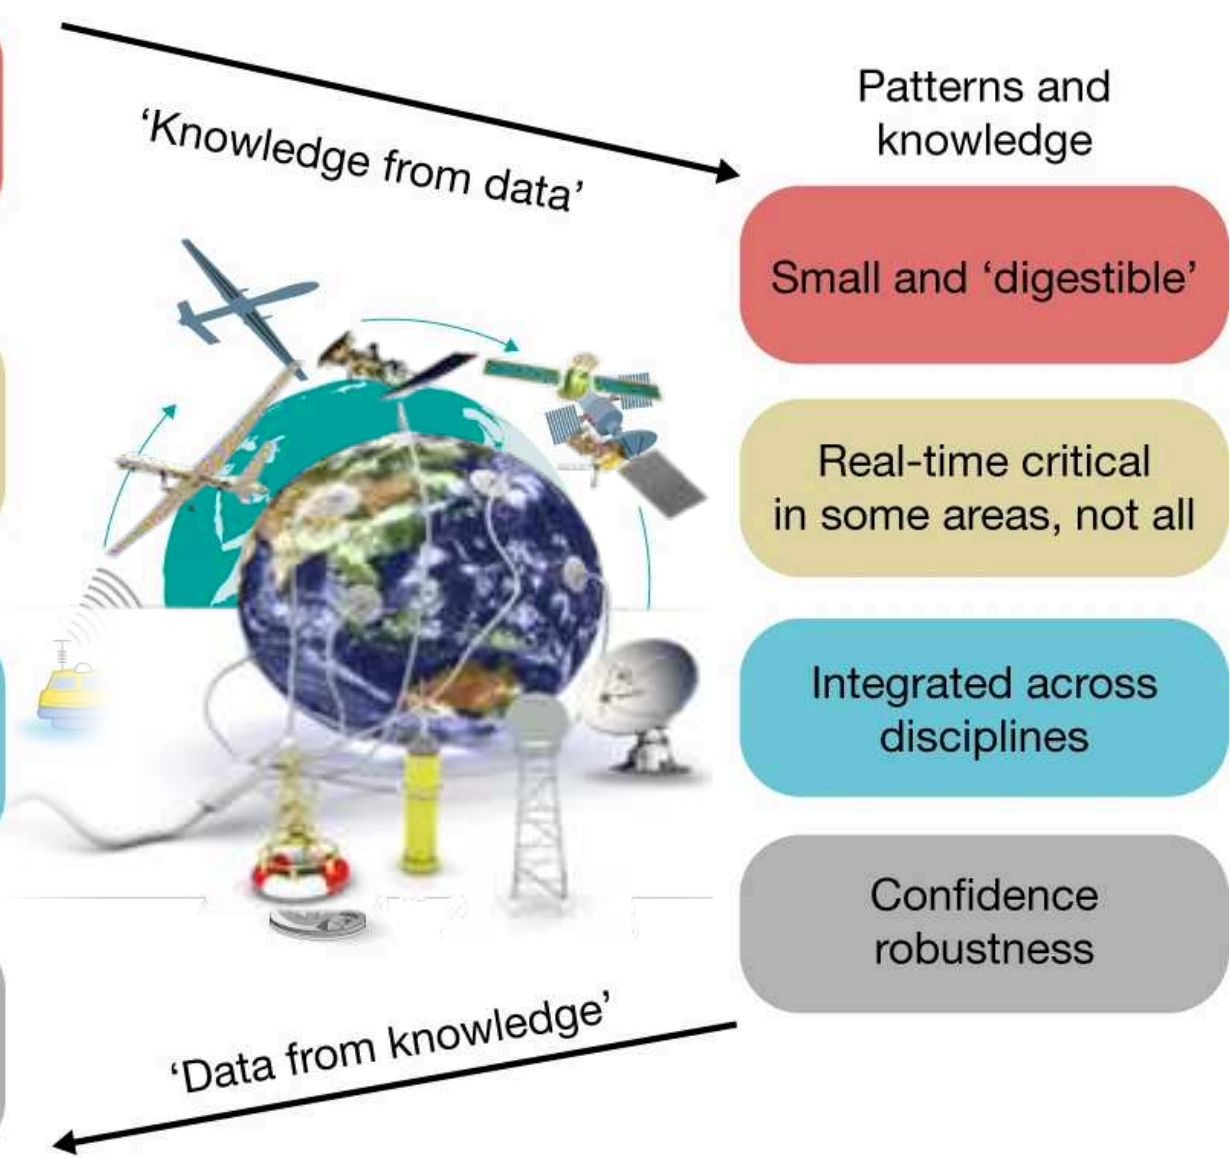 ‘Knowledge from data’
Patterns and
knowledge
Small and ‘digestible’
Real-time critical
in some areas, not all
Integrated across
disciplines
Confidence
robustness
‘Data from knowledge’